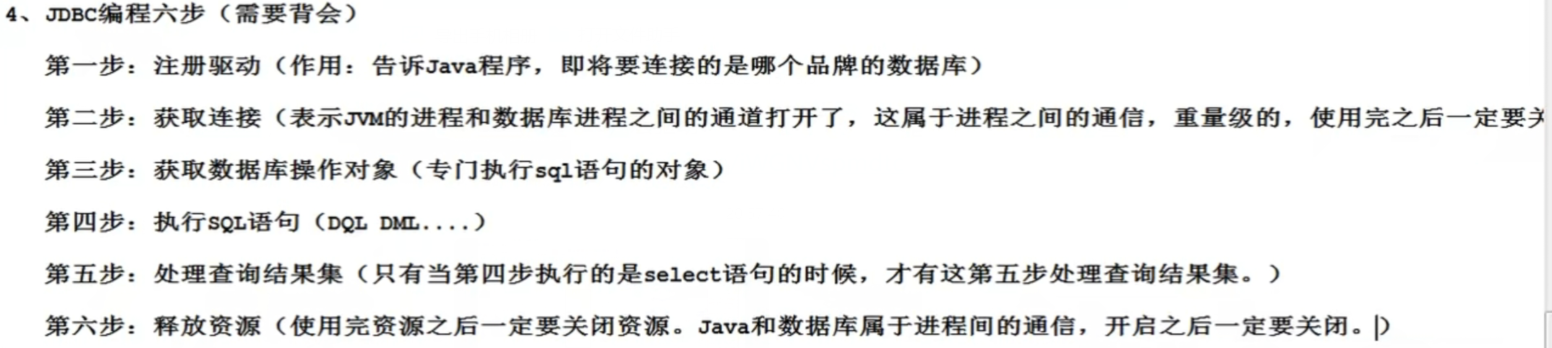 4、JDBC编程六步（需要背会）
第一步：注册驱动（作用：告诉Java程序，即将要连接的是哪个品牌的数据库）
第二步：获取连接（表示JVM的进程和数据库进程之间的通道打开了，这属于进程之间的通信，重量级的，使用完之后一定要关
第三步：获取数据库操作对象（专门执行sql语句的对象）
第四步：执行SQL语句（DQL DML....）
第五步：处理查询结果集（只有当第四步执行的是select语句的时候，才有这第五步处理查询结果集。）
第六步：释放资源（使用完资源之后一定要关闭资源。Java和数据库属于进程间的通信，开启之后一定要关闭。）